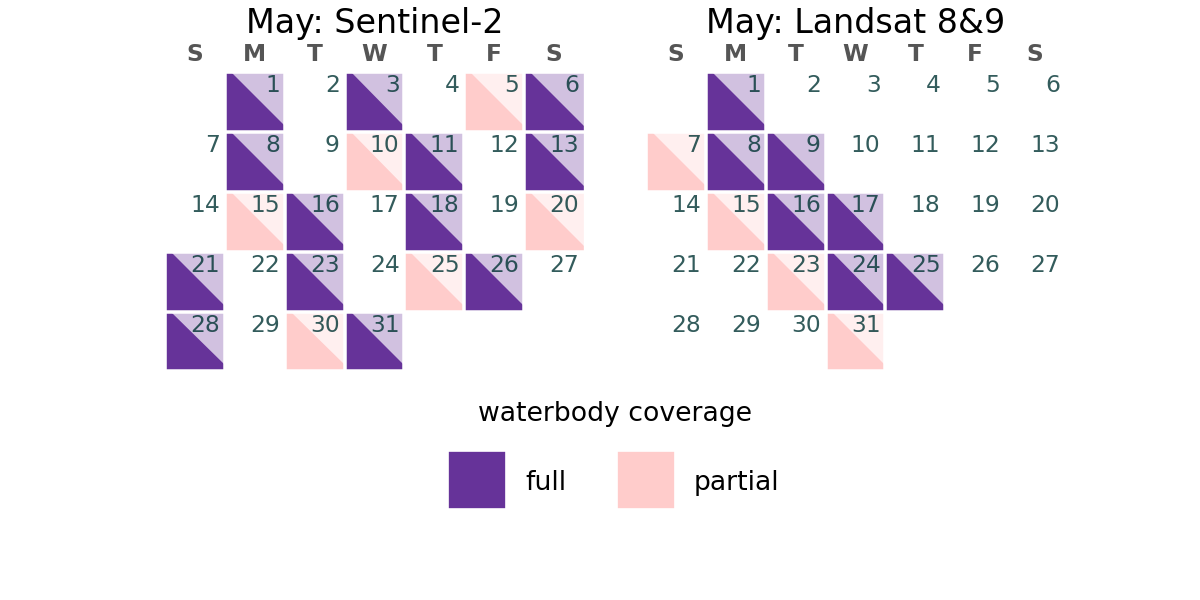 May: Sentinel-2
S M T W T F S
1 2 3 4 5 6
7 8 9 10 11 12 13
14 15 16 17 18 19 20
21 22 23 24 25 26 27
28 29 30 31
May: Landsat 8&9
S M T W T F S
1 2 3 4 5 6
7 8 9 10 11 12 13
14 15 16 17 18 19 20
21 22 23 24 25 26 27
28 29 30 31
waterbody coverage
full partial